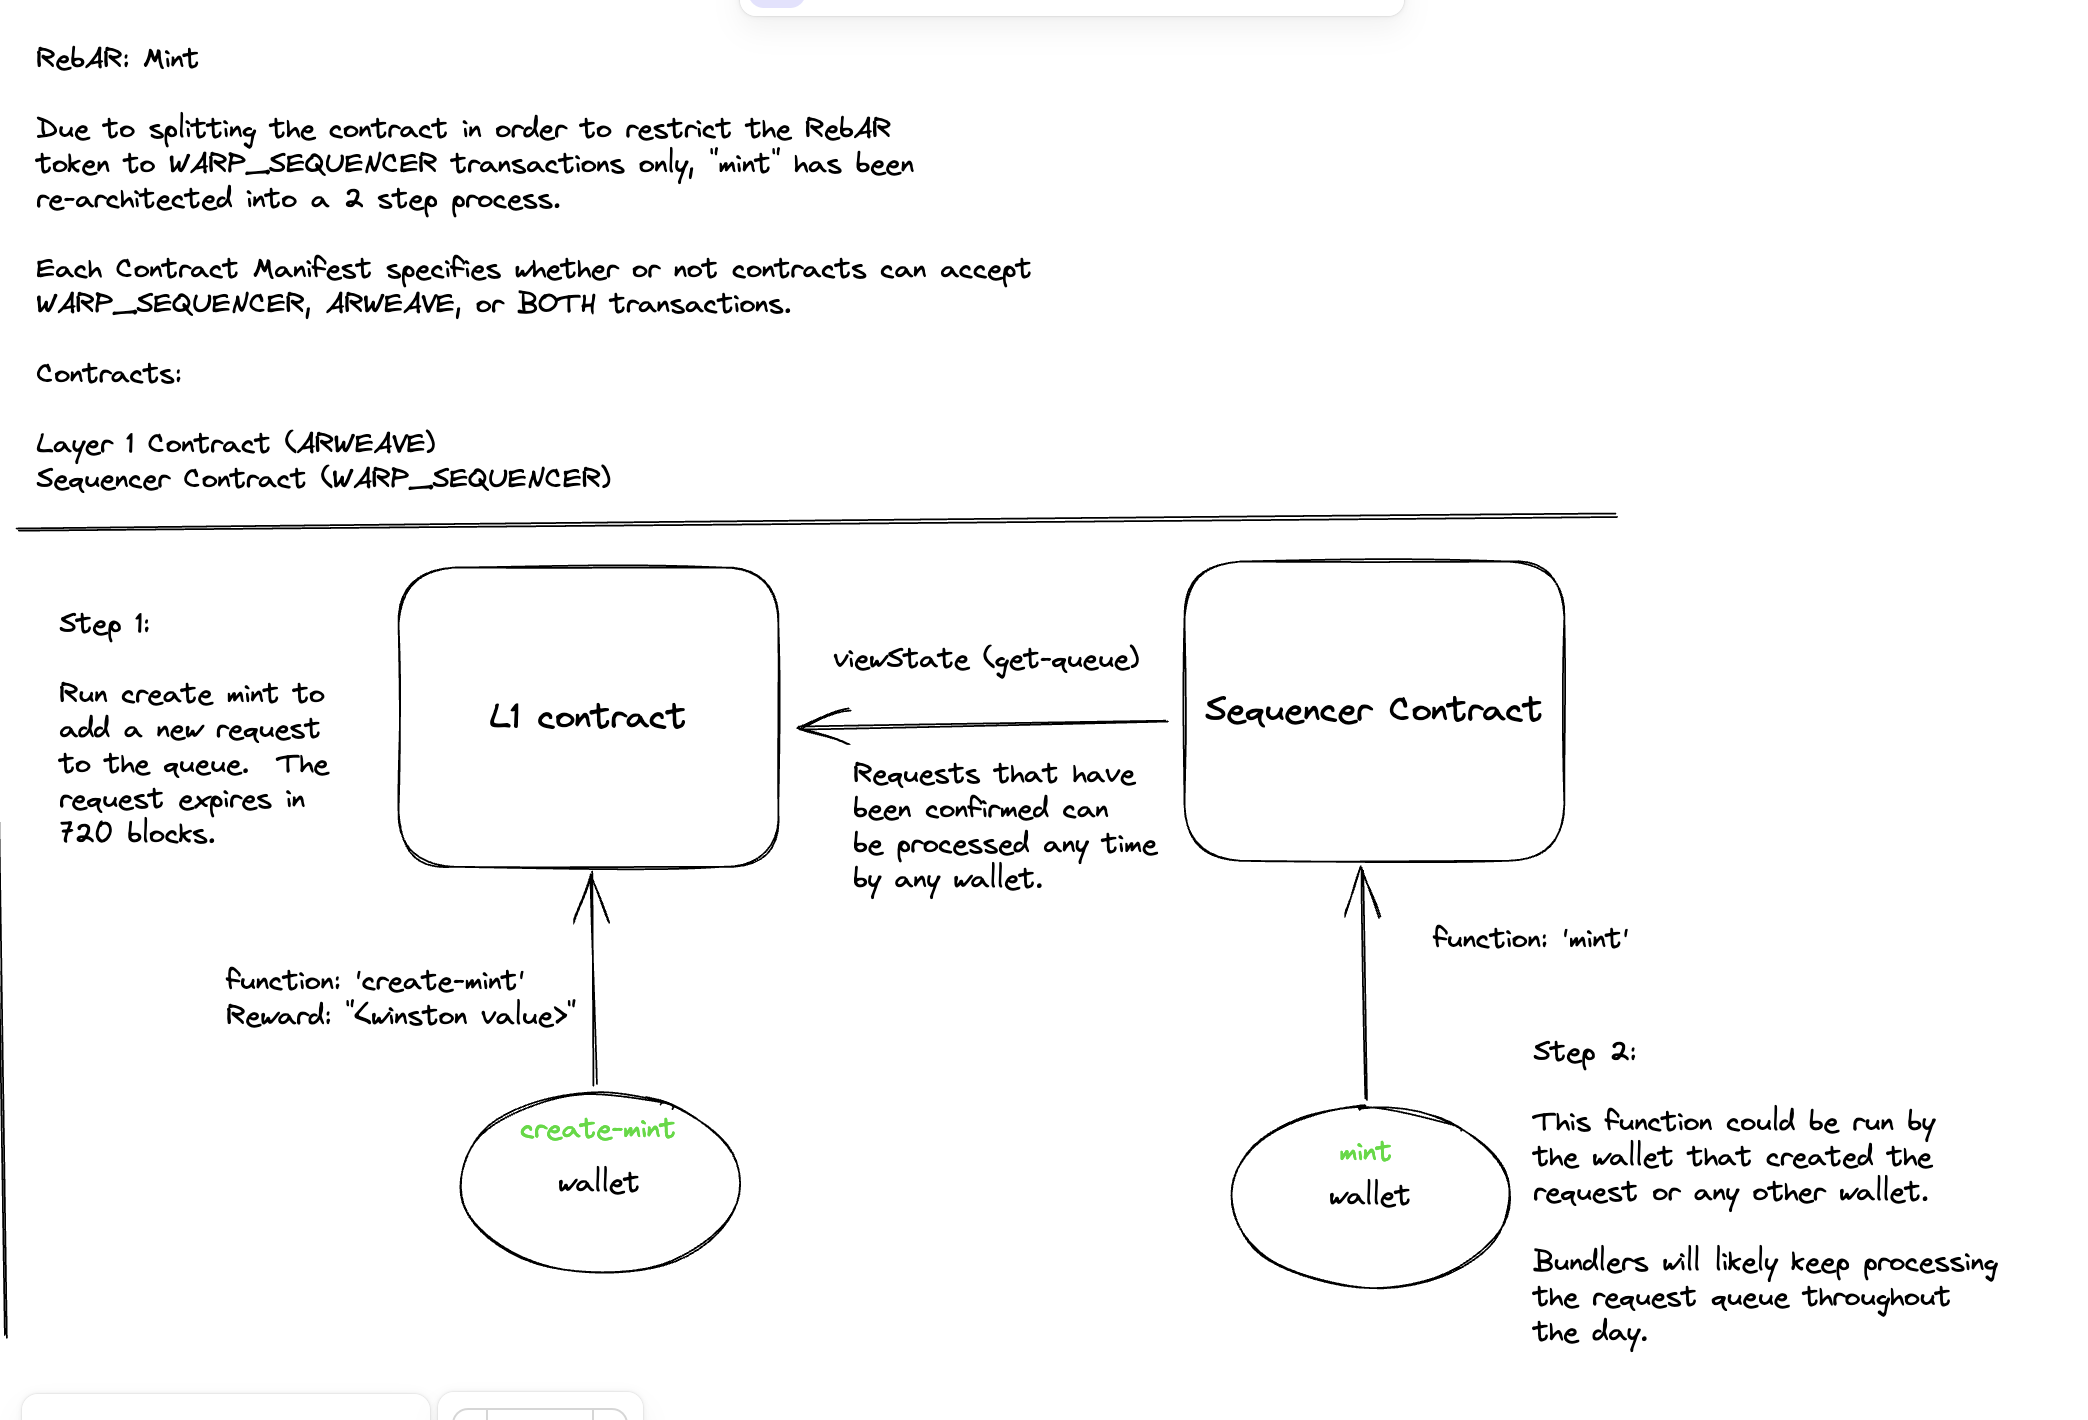 RebAR: Mint
Due to splitting the contract in order to restrict the RebAR
token to WARP_SEQUENCER transactions only, "mint" has been
re-architected into a 2 step process.
Each Contract Manifest specifies whether or not contracts can accept
WARP_SEQUENCER, ARWEAVE, or BOTH transactions.
Contracts:
Layer 1 Contract (ARWEAVE)
Sequencer Contract (WARP_SEQUENCER)
Step 1:
Run create mint to
add a new request
to the queue. The
request expires in
720 blocks.
L1 contract
viewState (get-queue)
Requests that have
been confirmed can
be processed any time
by any wallet.
Sequencer Contract
function: 'create-mint'
Reward: "<winston value>"
create-mint
wallet
function: 'mint'
mint
wallet
Step 2:
This function could be run by
the wallet that created the
request or any other wallet.
Bundlers will likely keep processing
the request queue throughout
the day.